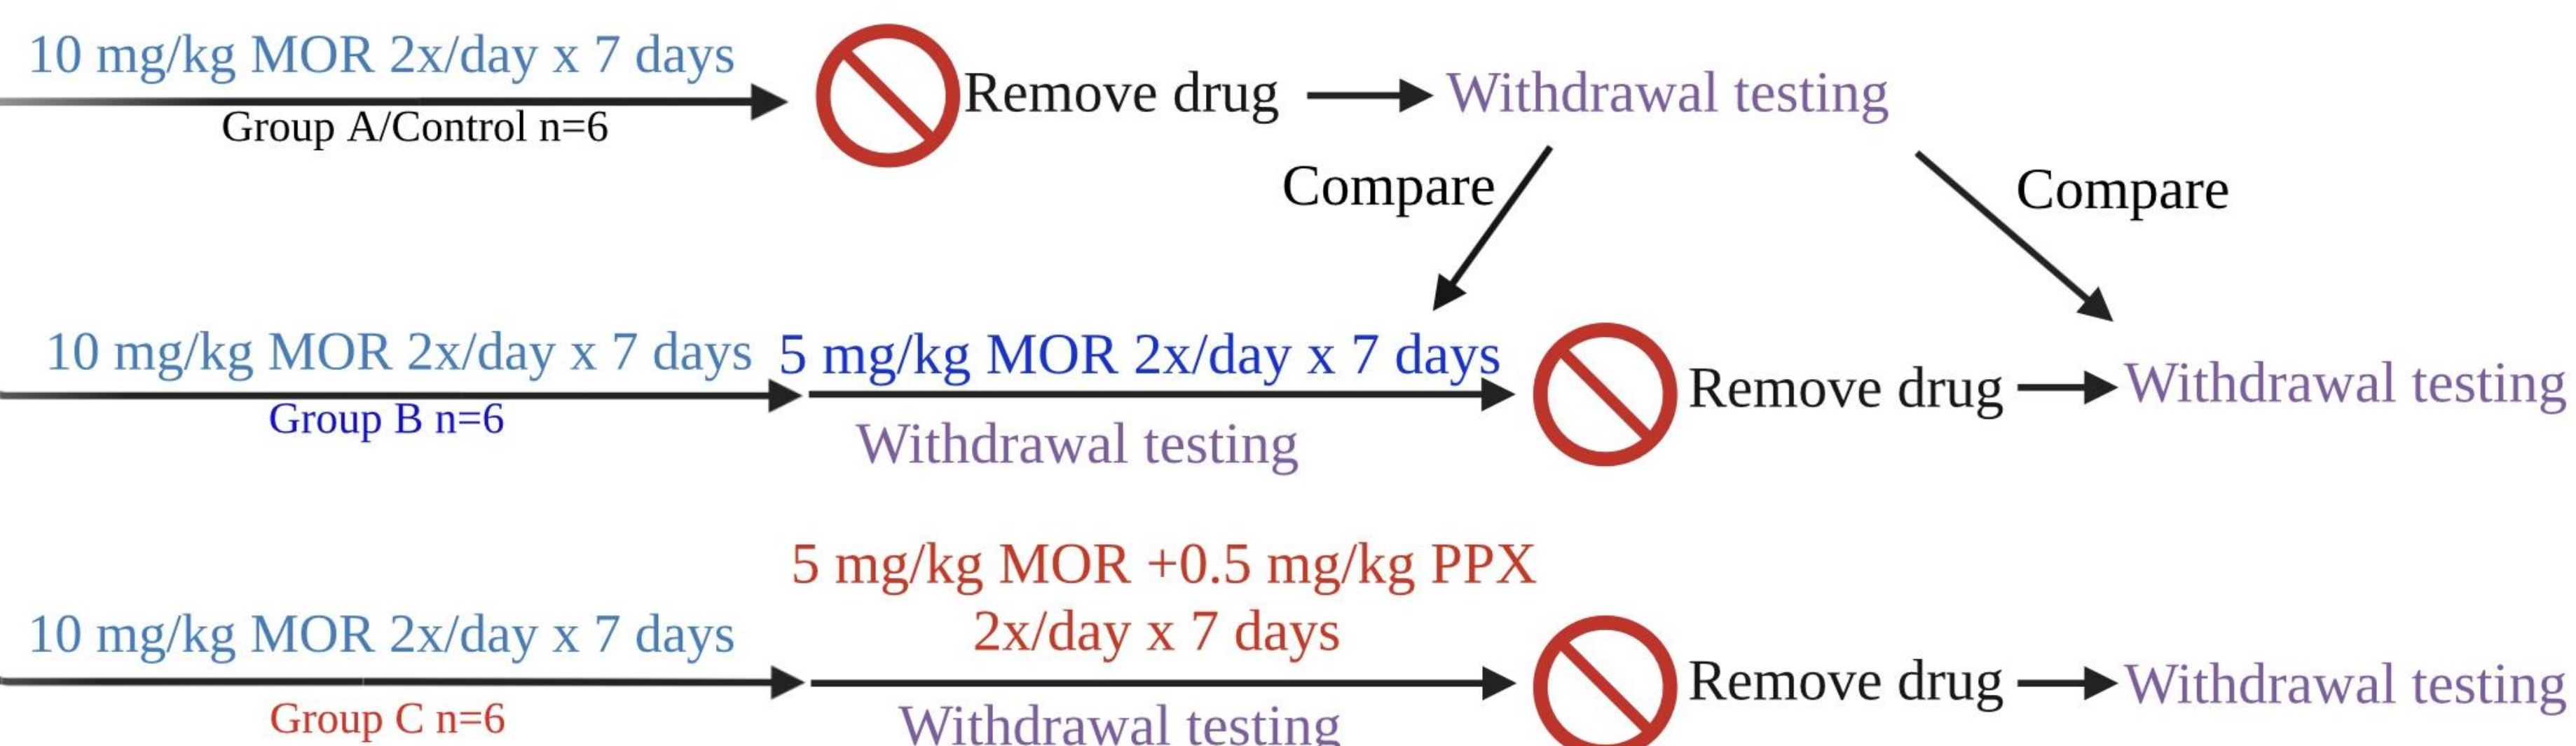 10 mg/kg MOR 2x/day x 7 days
Group A/Control n=6
Remove drug
Withdrawal testing
Compare
Compare
10 mg/kg MOR 2x/day x 7 days
Group B n=6
5 mg/kg MOR 2x/day x 7 days
Withdrawal testing
Remove drug
Withdrawal testing
10 mg/kg MOR 2x/day x 7 days
Group C n=6
5 mg/kg MOR +0.5 mg/kg PPX
2x/day x 7 days
Withdrawal testing
Remove drug
Withdrawal testing